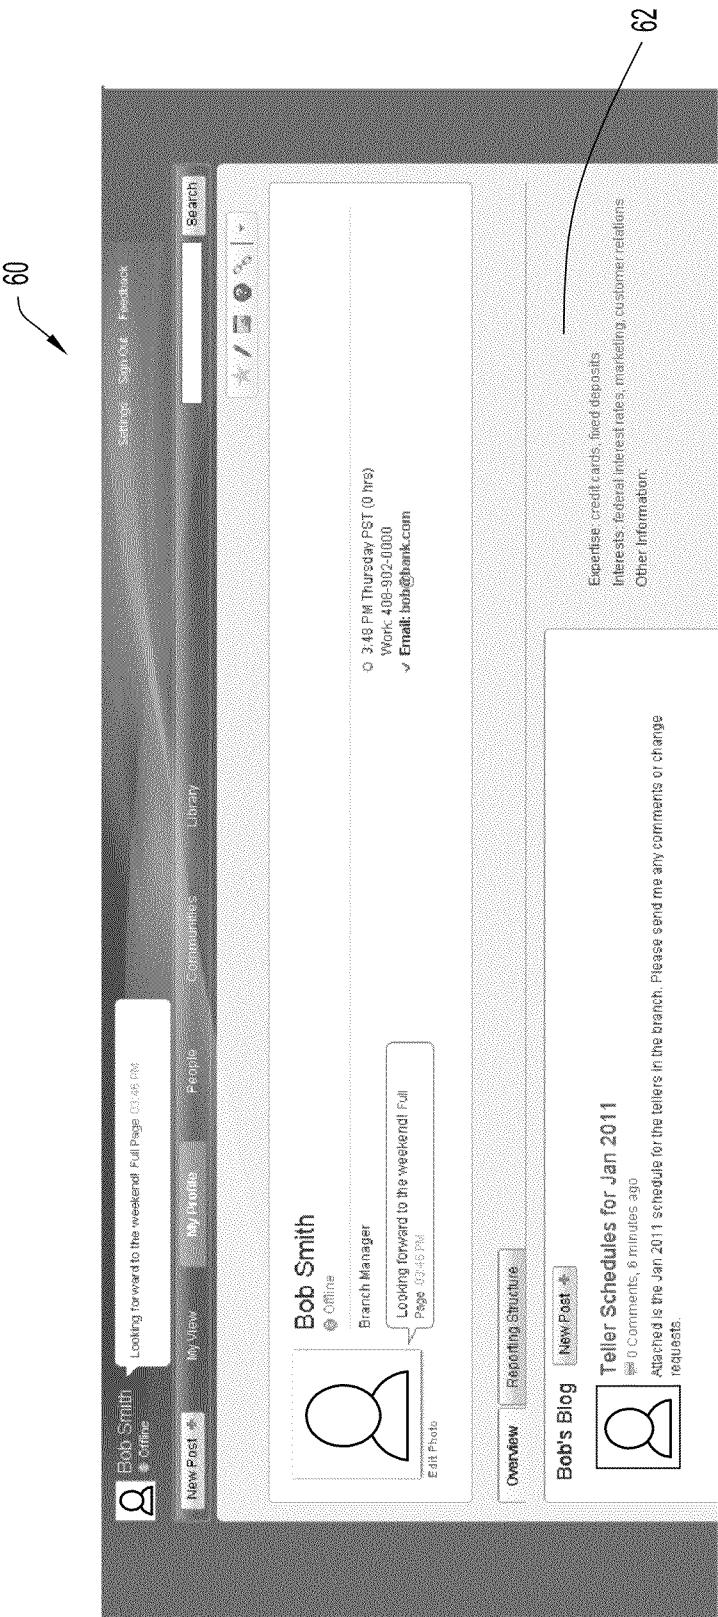 60
62
Bob Smith
Offline
Looking forward to the weekend! Full Page 03:46 PM
Settings Sign Out Feedback
New Post +
My View My Profile People Communities Library
Search
Bob Smith
Offline
Branch Manager
Looking forward to the weekend! Full
Page 03:46 PM
Edit Photo
3:48 PM Thursday PST (0 hrs)
Work: 408-902-0000
Email: bob@bank.com
Overview Reporting Structure
Bob's Blog New Post +
Teller Schedules for Jan 2011
0 Comments, 6 minutes ago
Attached is the Jan 2011 schedule for the tellers in the branch. Please send me any comments or change
requests.
Expertise: credit cards, fixed deposits
Interests: federal interest rates, marketing, customer relations
Other Information: